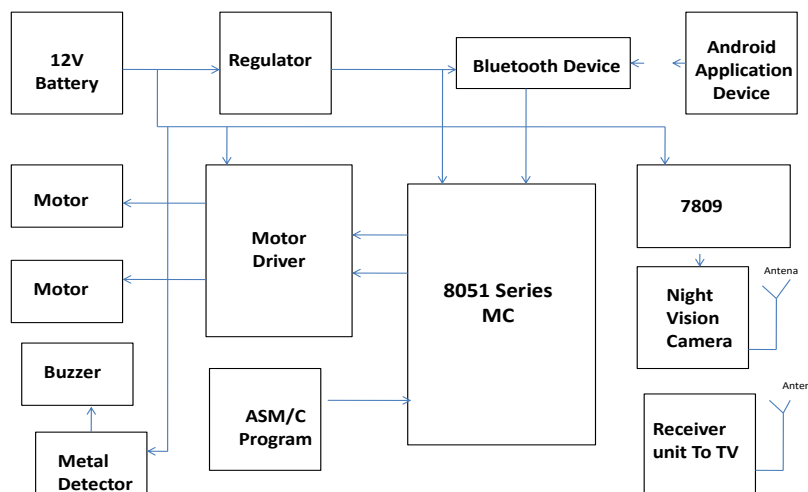 12V
Battery
Regulator
Bluetooth Device
Android
Application
Device
Motor
Motor
Driver
7809
Motor
8051 Series
MC
Night
Vision
Camera
Antena
Buzzer
ASM/C
Program
Metal
Detector
Receiver
unit To TV
Anten